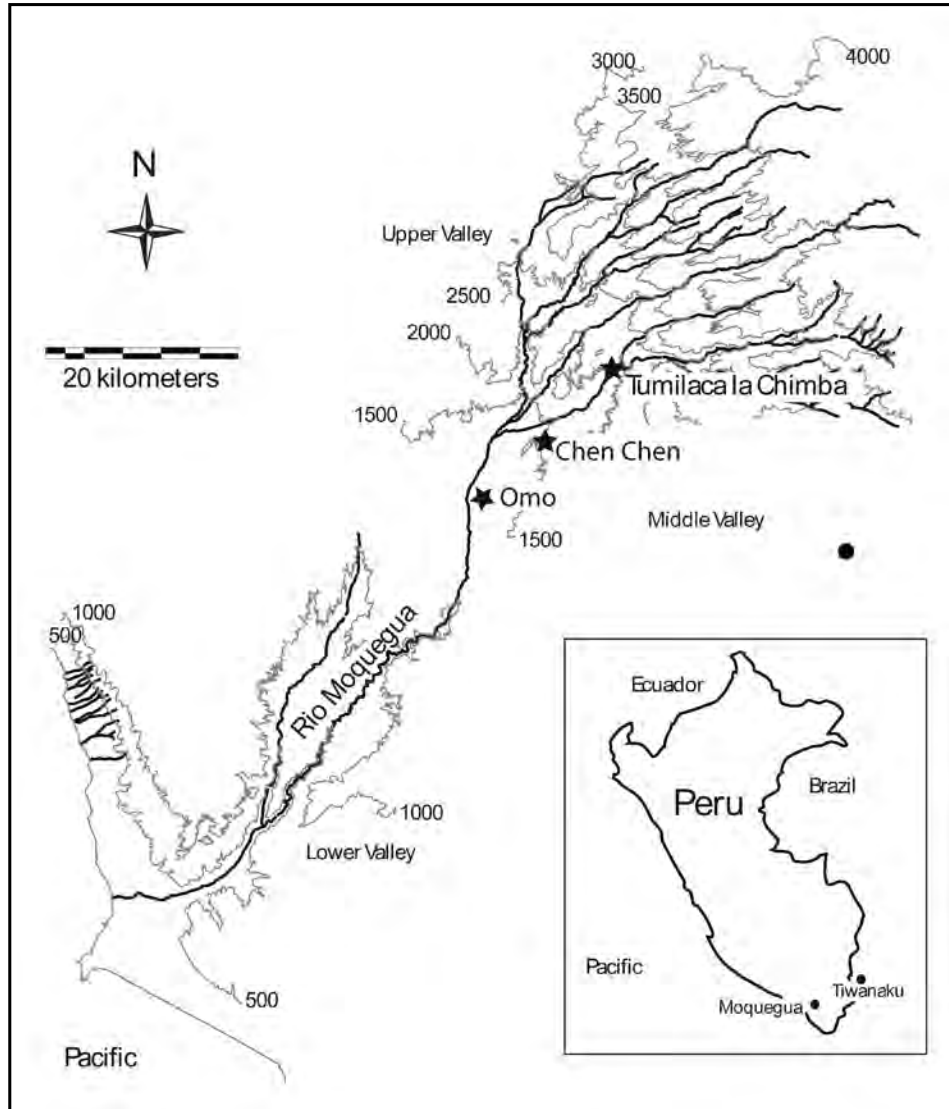 3000
4000
3500
N
Upper Valley
2500
2000
20 kilometers
1500
Tumilaca la Chimba
Chen Chen
Omo
1500
Middle Valley
1000
500
Rio Moquegua
1000
Lower Valley
500
Pacific
Ecuador
Brazil
Peru
Pacific
Tiwanaku
Moquegua